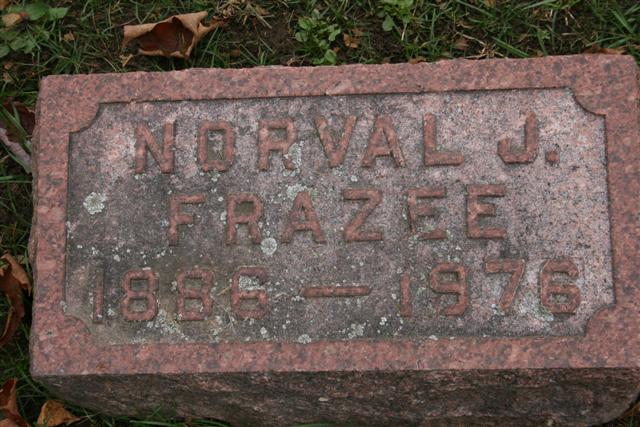 NORVAL J.
FRAZEE
1886 — 1976